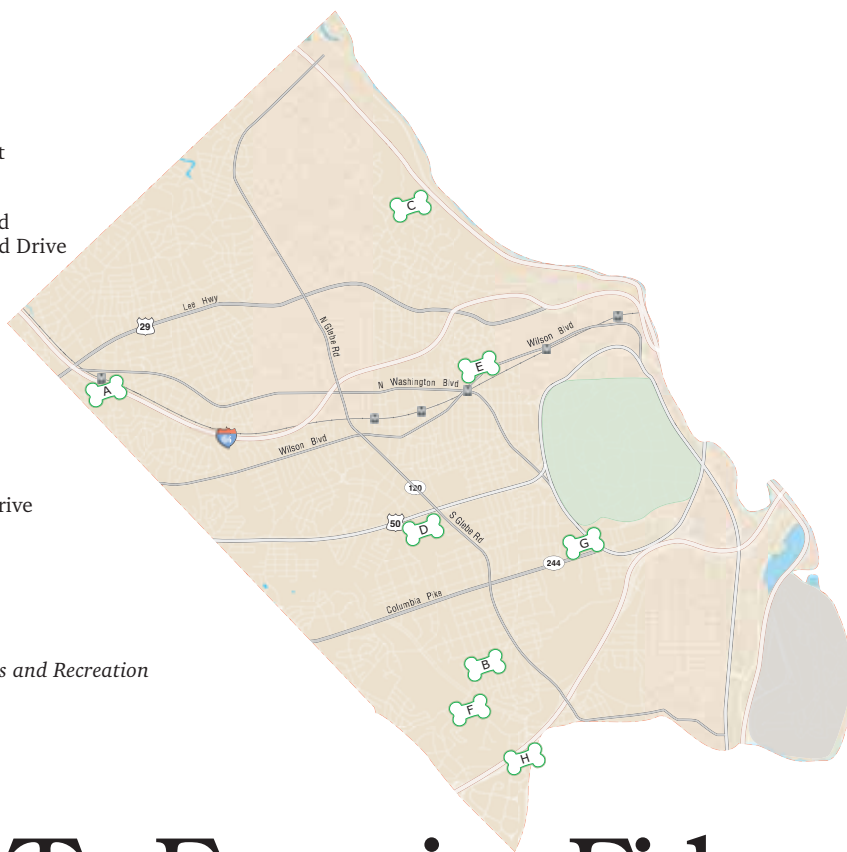 t
d
d Drive
rive
s and Recreation
C
Lee Hwy
29
N Glebe Rd
Wilson Blvd
E
N Washington Blvd
A
Wilson Blvd
120
50
D
S Glebe Rd
G
244
Columbia Pike
B
F
H